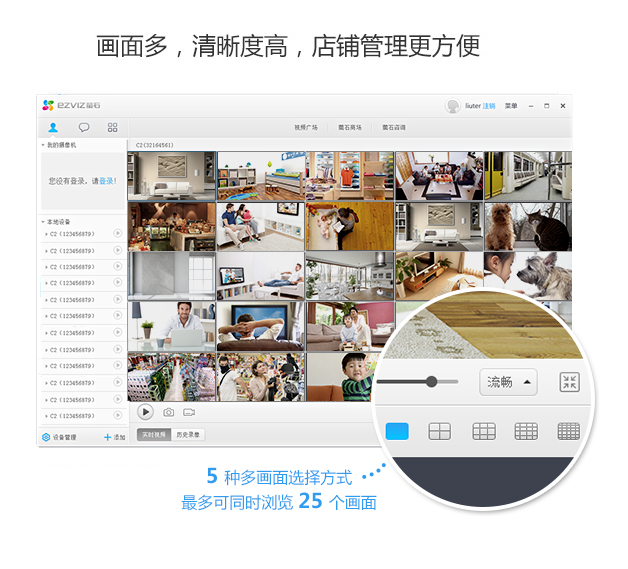 画面多，清晰度高，店铺管理更方便
ezviz萤石
liuter 注销 菜单
视频广场 萤石商场 萤石咨询
我的摄像机
C2(32164561)
您没有登录，请登录!
本地设备
C2 (123456879)
C2 (123456879)
C2 (123456879)
C2 (123456879)
C2 (123456879)
C2 (123456879)
C2 (123456879)
C2 (123456879)
C2 (123456879)
C2 (123456879)
C2 (123456879)
C2 (123456879)
流畅
设备管理 添加
实时视频 历史录像
5 种多画面选择方式
最多可同时浏览 25 个画面